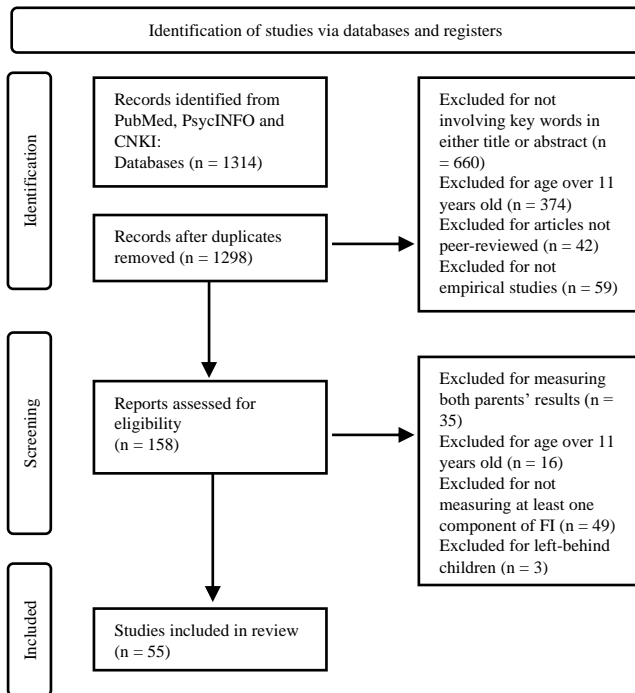 Identification of studies via databases and registers
Identification
Records identified from
PubMed, PsycINFO and
CNKI:
Databases (n = 1314)
Records after duplicates
removed (n = 1298)
Excluded for not
involving key words in
either title or abstract (n
= 660)
Excluded for age over 11
years old (n = 374)
Excluded for articles not
peer-reviewed (n = 42)
Excluded for not
empirical studies (n = 59)
Screening
Reports assessed for
eligibility
(n = 158)
Excluded for measuring
both parents’ results (n =
35)
Excluded for age over 11
years old (n = 16)
Excluded for not
measuring at least one
component of FI (n = 49)
Excluded for left-behind
children (n = 3)
Included
Studies included in review
(n = 55)